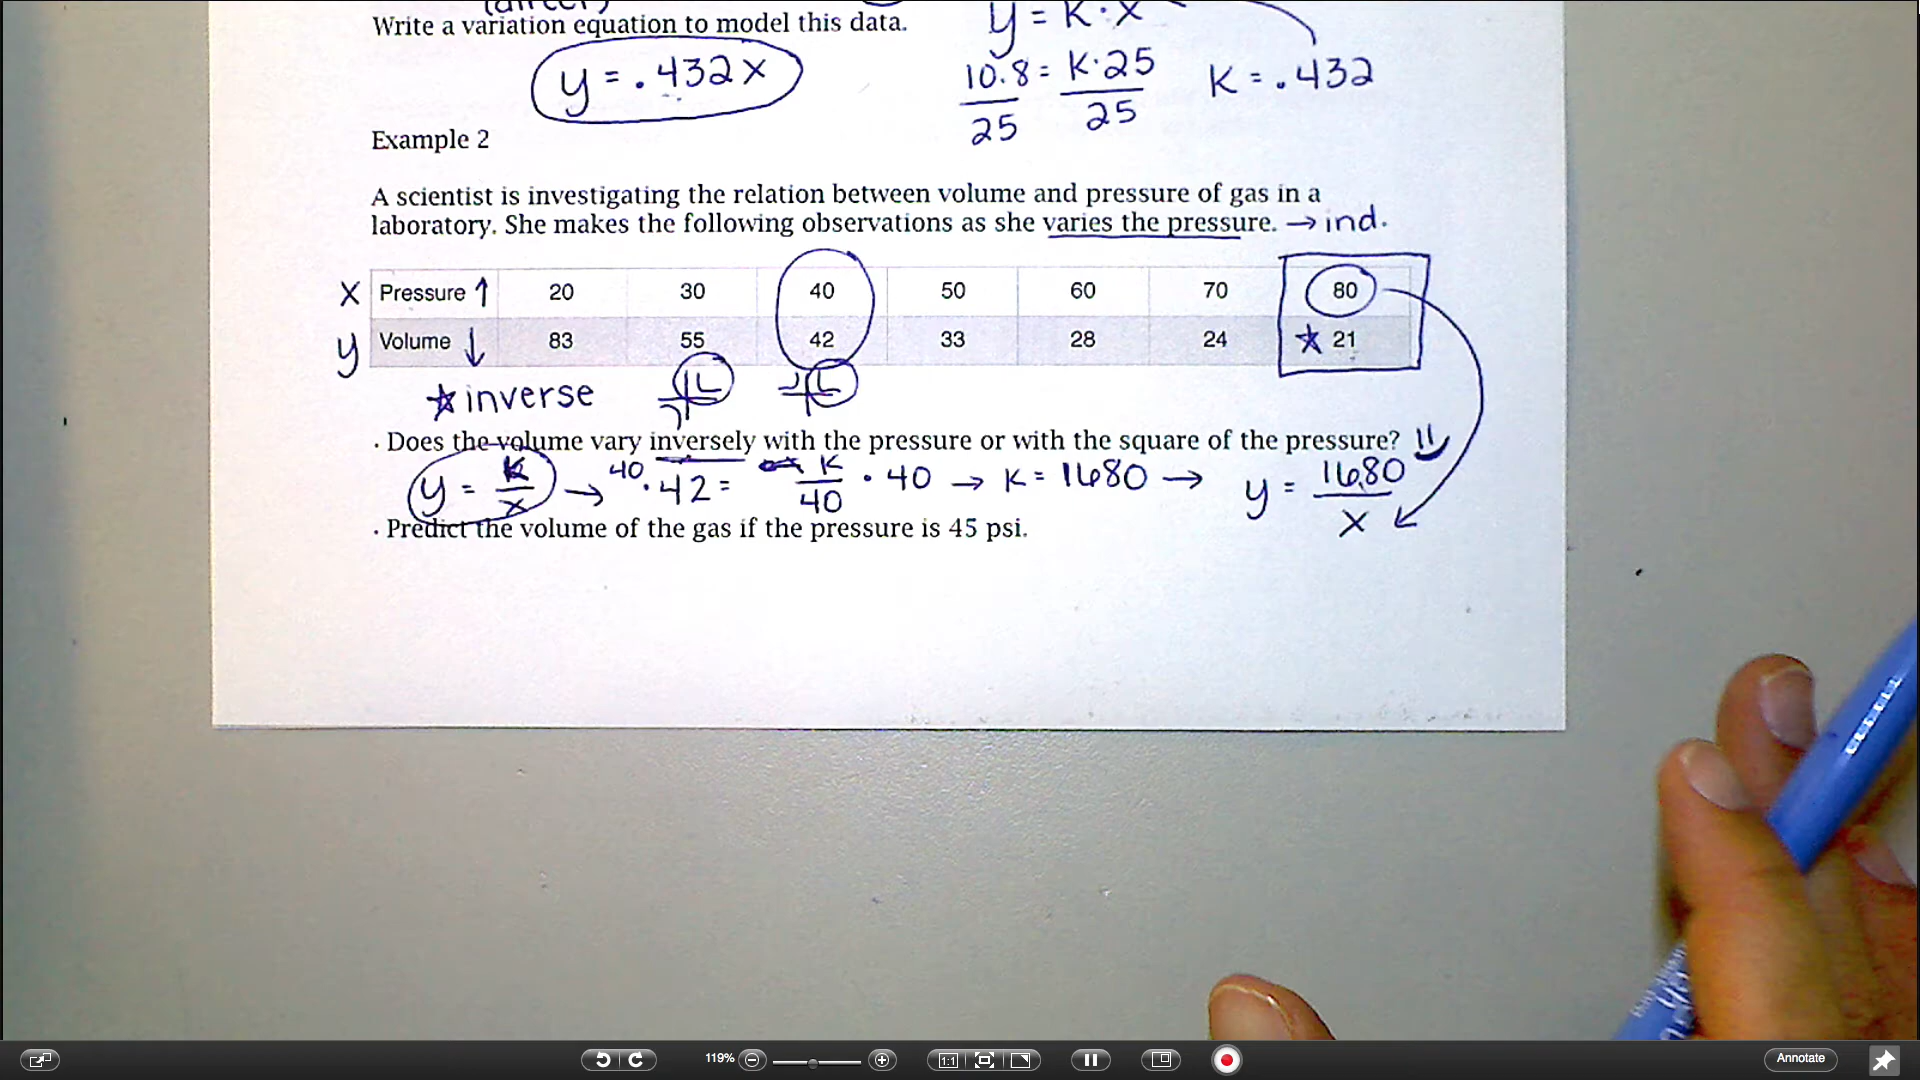 (direct)
Write a variation equation to model this data. y = K · x
y = .432x 10.8 = K·25 K = .432
25 25
Example 2
A scientist is investigating the relation between volume and pressure of gas in a
laboratory. She makes the following observations as she varies the pressure. → ind.
x Pressure ↑ 20 30 40 50 60 70 80
y Volume ↓ 83 55 42 33 28 24 ☆ 21
☆ inverse
· Does the volume vary inversely with the pressure or with the square of the pressure?
y = k/x → 40 · 42 = K/40 · 40 → K = 1680 → y = 1680/x
· Predict the volume of the gas if the pressure is 45 psi.
119% 1:1 Annotate